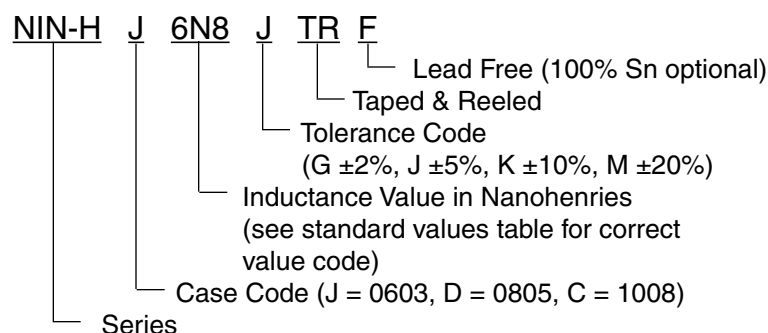 NIN-H J 6N8 J TR F
Lead Free (100% Sn optional)
Taped & Reeled
Tolerance Code
(G ±2%, J ±5%, K ±10%, M ±20%)
Inductance Value in Nanohenries
(see standard values table for correct
value code)
Case Code (J = 0603, D = 0805, C = 1008)
Series